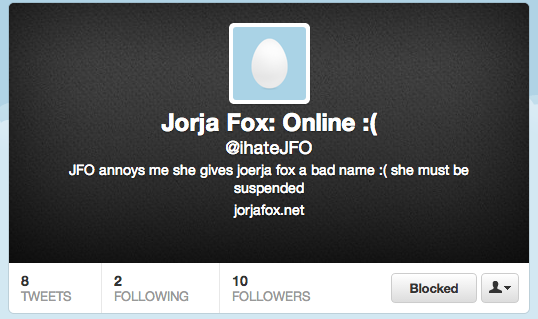 Jorja Fox: Online :(
@ihateJFO
JFO annoys me she gives joerja fox a bad name :( she must be
suspended
jorjafox.net
8
TWEETS
2
FOLLOWING
10
FOLLOWERS
Blocked